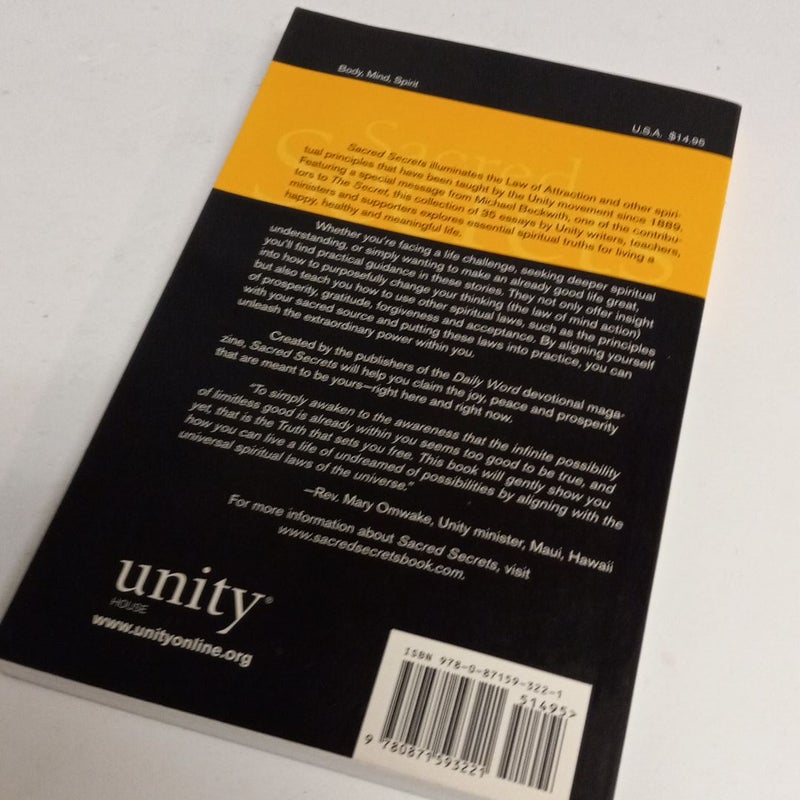 Body, Mind, Spirit
U.S.A. $14.95
Sacred
Secrets
Sacred Secrets illuminates the Law of Attraction and other spiri-
tual principles that have been taught by the Unity movement since 1889.
Featuring a special message from Michael Beckwith, one of the contribu-
tors to The Secret, this collection of 35 essays by Unity writers, teachers,
ministers and supporters explores essential spiritual truths for living a
happy, healthy and meaningful life.
Whether you're facing a life challenge, seeking deeper spiritual
understanding, or simply wanting to make an already good life great,
you'll find practical guidance in these stories. They not only offer insight
into how to purposefully change your thinking (the law of mind action)
but also teach you how to use other spiritual laws, such as the principles
of prosperity, gratitude, forgiveness and acceptance. By aligning yourself
with your sacred source and putting these laws into practice, you can
unleash the extraordinary power within you.
Created by the publishers of the Daily Word devotional maga-
zine, Sacred Secrets will help you claim the joy, peace and prosperity
that are meant to be yours—right here and right now.
"To simply awaken to the awareness that the infinite possibility
of limitless good is already within you seems too good to be true, and
yet, that is the Truth that sets you free. This book will gently show you
how you can live a life of undreamed of possibilities by aligning with the
universal spiritual laws of the universe."
—Rev. Mary Omwake, Unity minister, Maui, Hawaii
For more information about Sacred Secrets, visit
www.sacredsecretsbook.com.
unity®
HOUSE
www.unityonline.org
ISBN 978-0-87159-322-1
51495>
9 780871593221